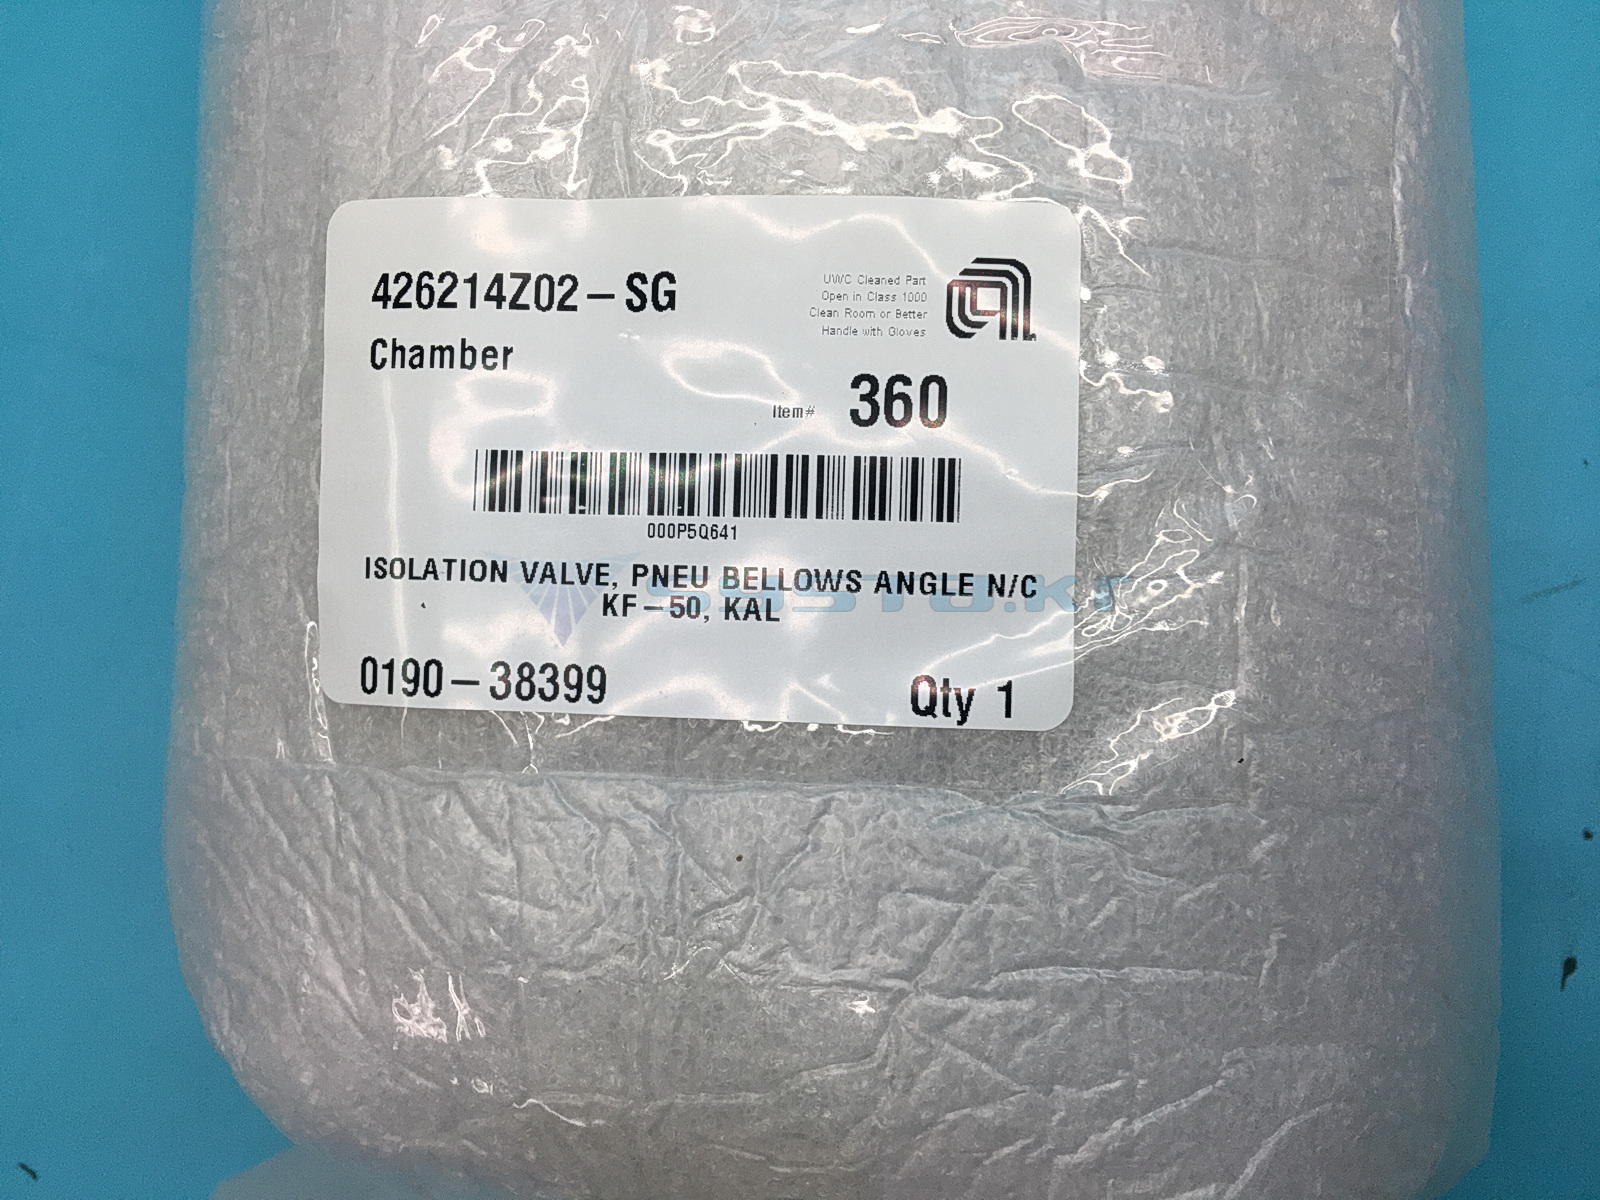 426214Z02-SG
UWC Cleaned Part
Open in Class 1000
Clean Room or Better
Handle with Gloves
Chamber
Item# 360
000P5Q641
ISOLATION VALVE, PNEU BELLOWS ANGLE N/C
KF-50, KAL
0190-38399
Qty 1